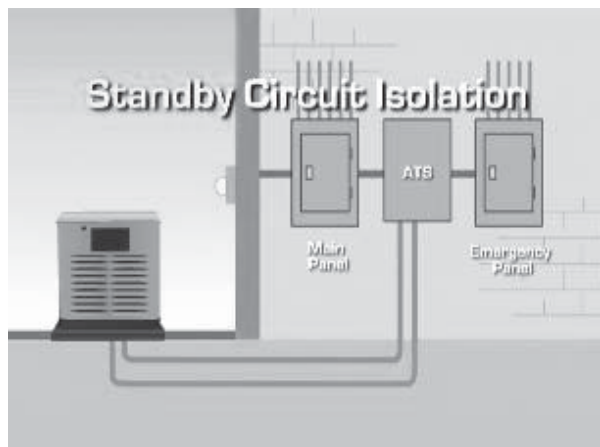 Standby Circuit Isolation
ATS
Main
Panel
Emergency
Panel